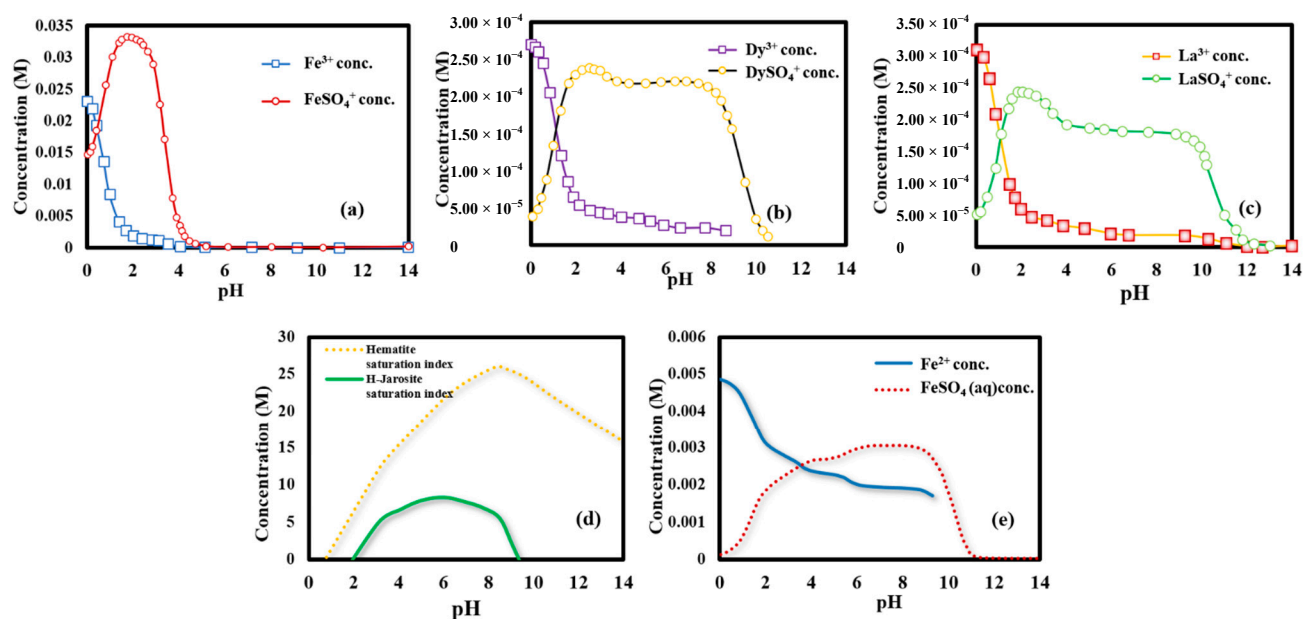 (a)
Concentration (M)
0.035
0.03
0.025
0.02
0.015
0.01
0.005
0
0 2 4 6 8 10 12 14
pH
Fe³⁺ conc.
FeSO₄⁺ conc.
(b)
Concentration (M)
3.00 × 10⁻⁴
2.50 × 10⁻⁴
2.00 × 10⁻⁴
1.50 × 10⁻⁴
1.00 × 10⁻⁴
5.00 × 10⁻⁵
0
0 2 4 6 8 10 12 14
pH
Dy³⁺ conc.
DySO₄⁺ conc.
(c)
Concentration (M)
3.50 × 10⁻⁴
3.00 × 10⁻⁴
2.50 × 10⁻⁴
2.00 × 10⁻⁴
1.50 × 10⁻⁴
1.00 × 10⁻⁴
5.00 × 10⁻⁵
0
0 2 4 6 8 10 12 14
pH
La³⁺ conc.
LaSO₄⁺ conc.
Concentration (M)
30
25
20
15
10
5
0
0 2 4 6 8 10 12 14
pH
Hematite
saturation index
H-Jarosite
saturation index
(d)
Concentration (M)
0.006
0.005
0.004
0.003
0.002
0.001
0
0 2 4 6 8 10 12 14
pH
Fe²⁺ conc.
FeSO₄ (aq)conc.
(e)